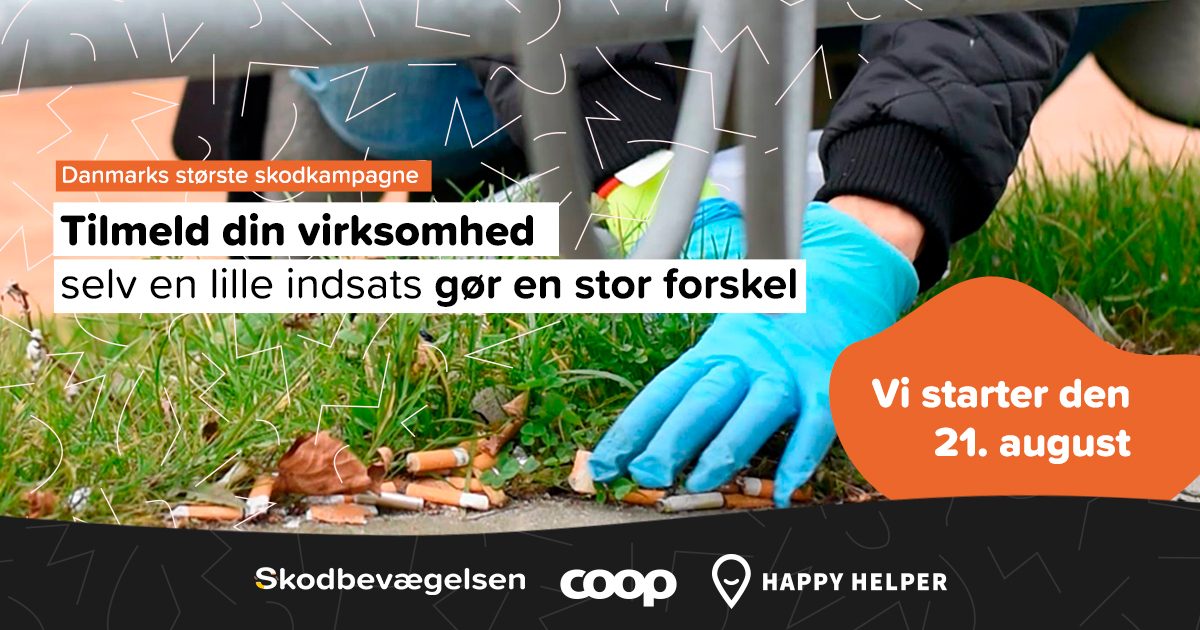 Danmarks største skodkampagne
Tilmeld din virksomhed
selv en lille indsats gør en stor forskel
Vi starter den
21. august
Skodbevægelsen
coop
HAPPY HELPER